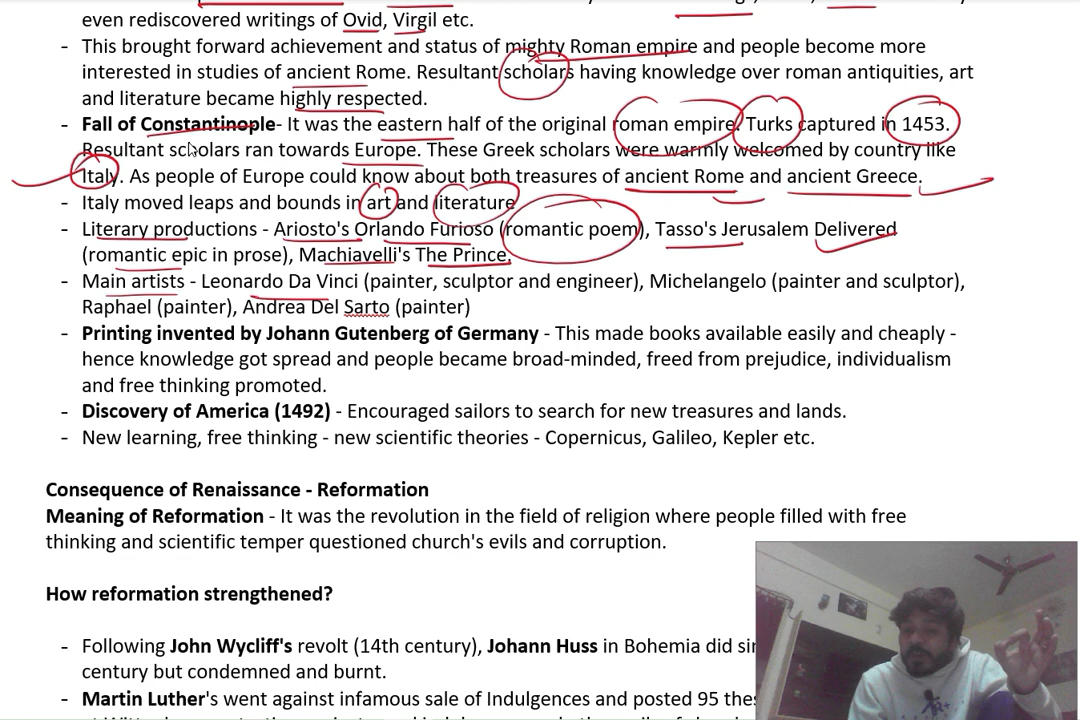 even rediscovered writings of Ovid, Virgil etc.
- This brought forward achievement and status of mighty Roman empire and people become more
interested in studies of ancient Rome. Resultant scholars having knowledge over roman antiquities, art
and literature became highly respected.
- Fall of Constantinople- It was the eastern half of the original roman empire. Turks captured in 1453.
Resultant scholars ran towards Europe. These Greek scholars were warmly welcomed by country like
Italy. As people of Europe could know about both treasures of ancient Rome and ancient Greece.
- Italy moved leaps and bounds in art and literature
- Literary productions - Ariosto's Orlando Furioso (romantic poem), Tasso's Jerusalem Delivered
(romantic epic in prose), Machiavelli's The Prince.
- Main artists - Leonardo Da Vinci (painter, sculptor and engineer), Michelangelo (painter and sculptor),
Raphael (painter), Andrea Del Sarto (painter)
- Printing invented by Johann Gutenberg of Germany - This made books available easily and cheaply -
hence knowledge got spread and people became broad-minded, freed from prejudice, individualism
and free thinking promoted.
- Discovery of America (1492) - Encouraged sailors to search for new treasures and lands.
- New learning, free thinking - new scientific theories - Copernicus, Galileo, Kepler etc.
Consequence of Renaissance - Reformation
Meaning of Reformation - It was the revolution in the field of religion where people filled with free
thinking and scientific temper questioned church's evils and corruption.
How reformation strengthened?
- Following John Wycliff's revolt (14th century), Johann Huss in Bohemia did
century but condemned and burnt.
- Martin Luther's went against infamous sale of Indulgences and posted 95